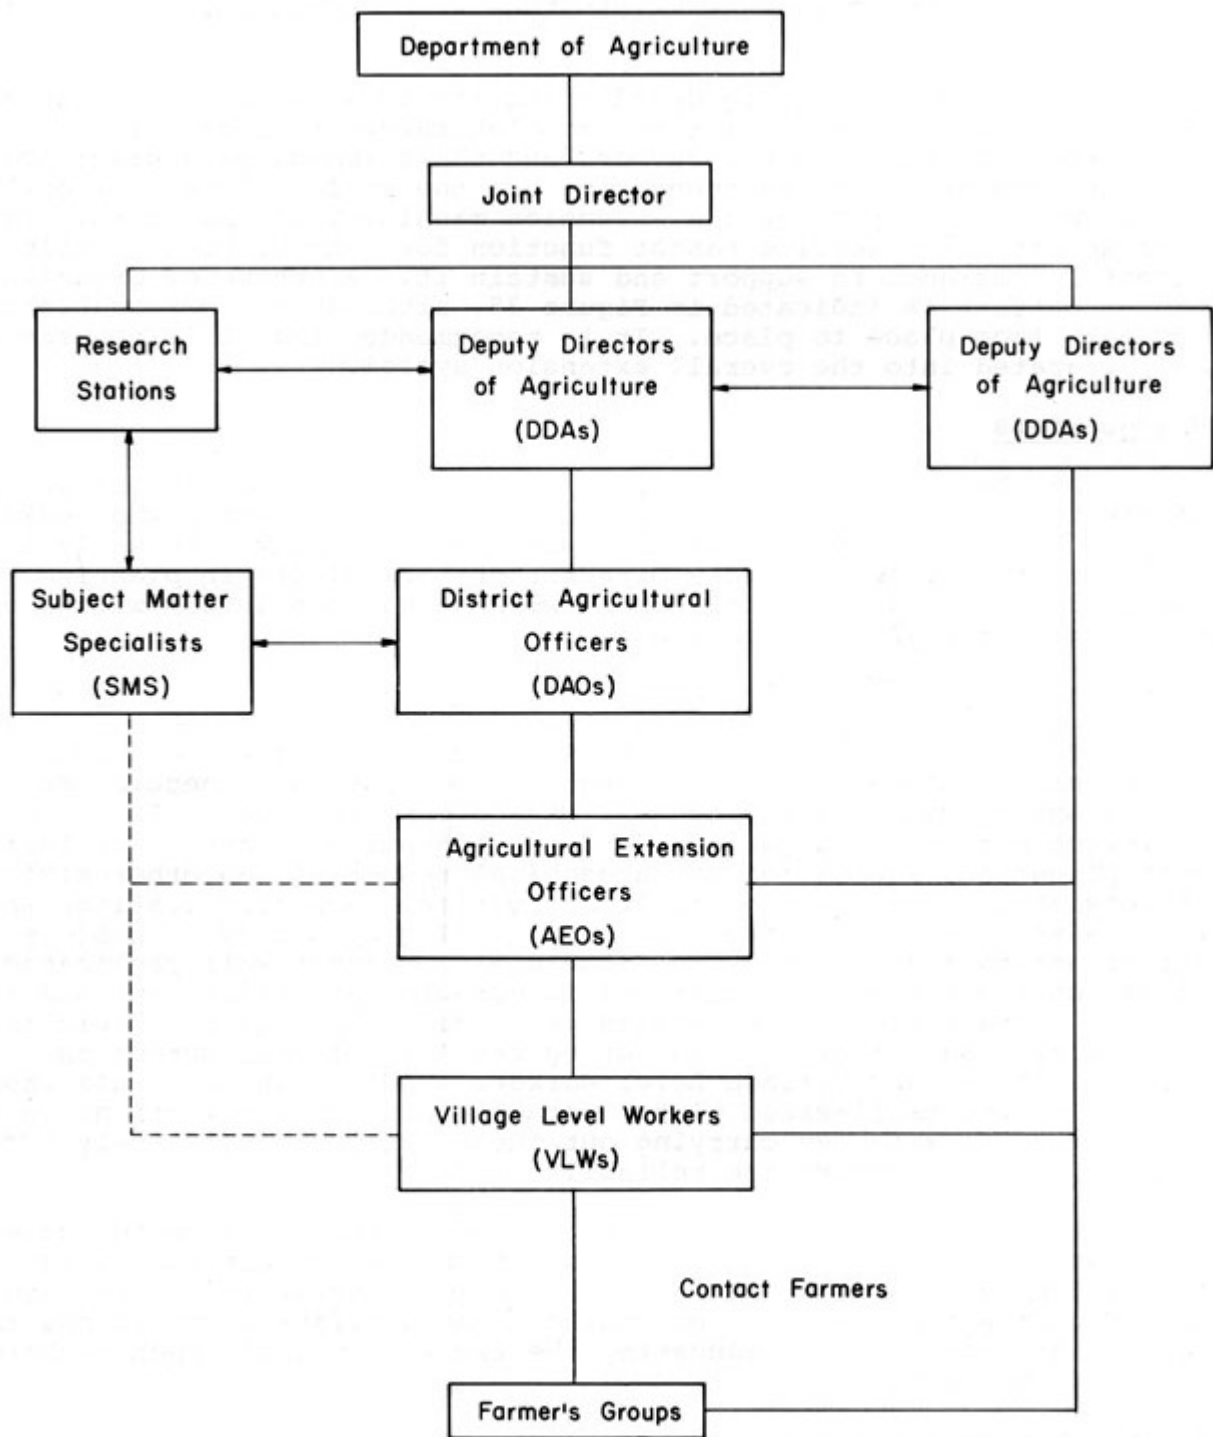 Department of Agriculture
Joint Director
Research
Stations
Deputy Directors
of Agriculture
(DDAs)
Deputy Directors
of Agriculture
(DDAs)
Subject Matter
Specialists
(SMS)
District Agricultural
Officers
(DAOs)
Agricultural Extension
Officers
(AEOs)
Village Level Workers
(VLWs)
Contact Farmers
Farmer's Groups